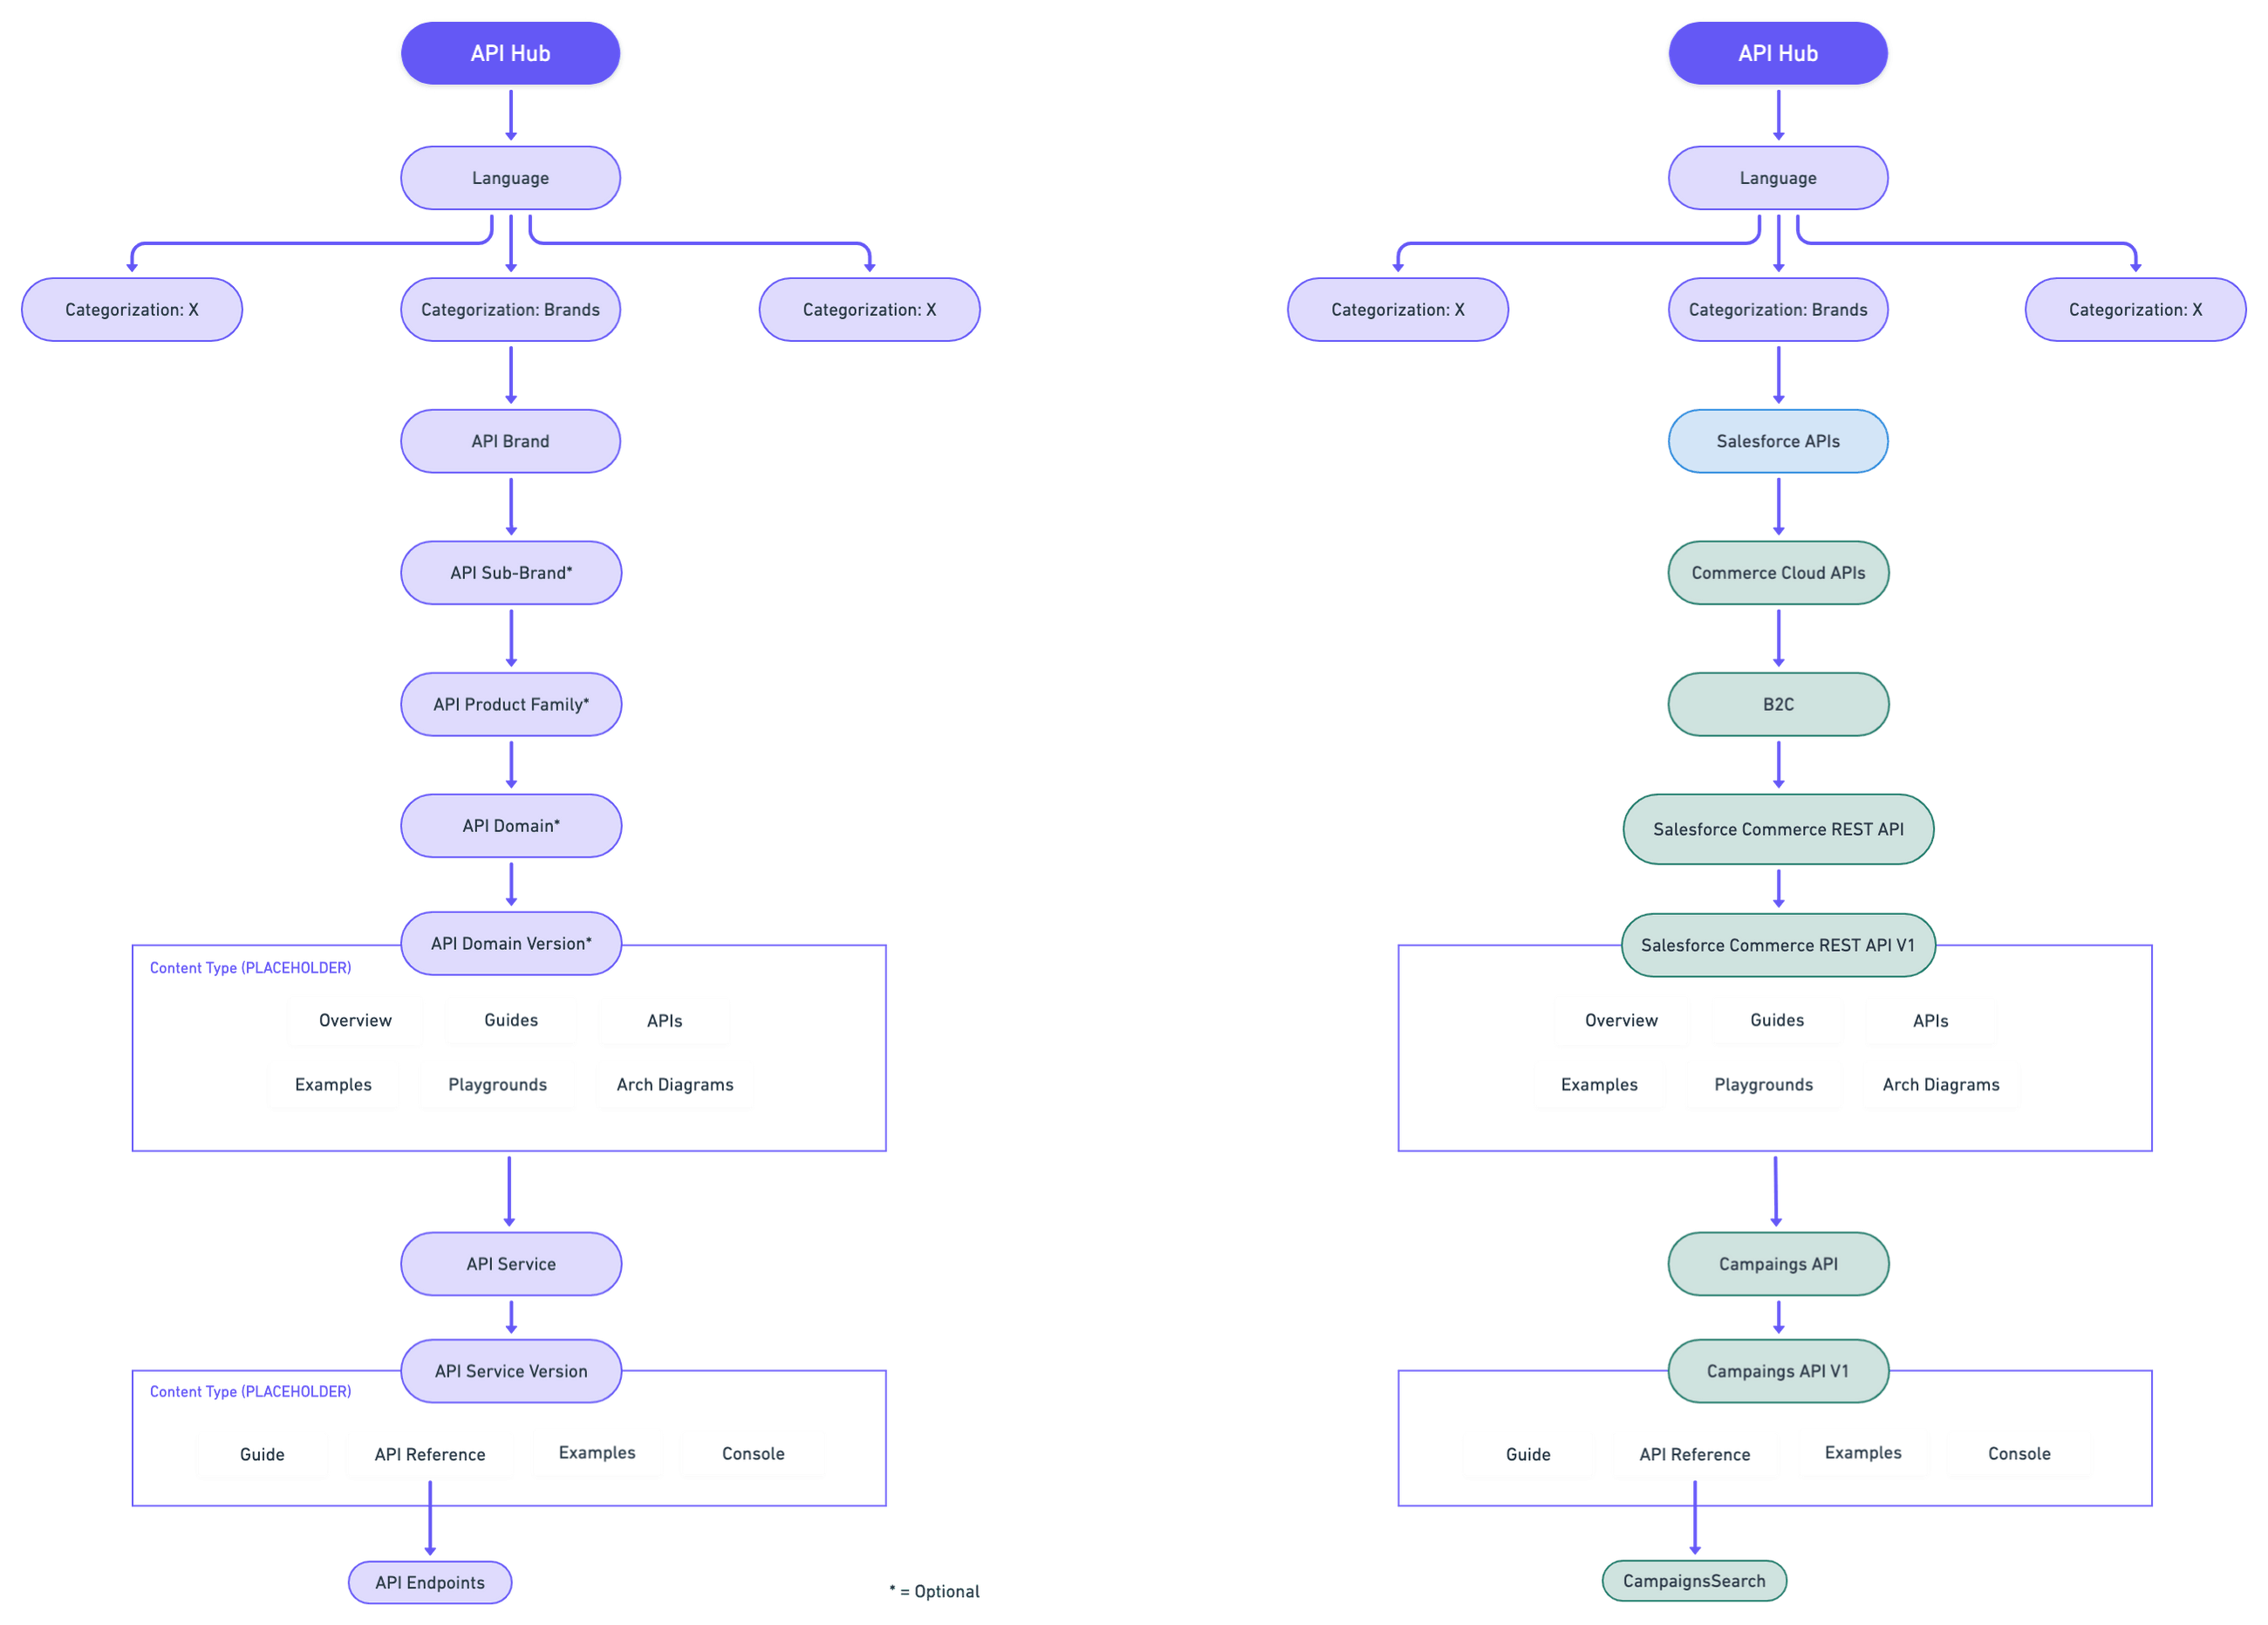 API Hub
Language
Categorization: X
Categorization: Brands
Categorization: X
API Brand
API Sub-Brand*
API Product Family*
API Domain*
API Domain Version*
Content Type (PLACEHOLDER)
Overview
Guides
APIs
Examples
Playgrounds
Arch Diagrams
API Service
API Service Version
Content Type (PLACEHOLDER)
Guide
API Reference
Examples
Console
API Endpoints
* = Optional
API Hub
Language
Categorization: X
Categorization: Brands
Categorization: X
Salesforce APIs
Commerce Cloud APIs
B2C
Salesforce Commerce REST API
Salesforce Commerce REST API V1
Overview
Guides
APIs
Examples
Playgrounds
Arch Diagrams
Campaings API
Campaings API V1
Guide
API Reference
Examples
Console
CampaignsSearch